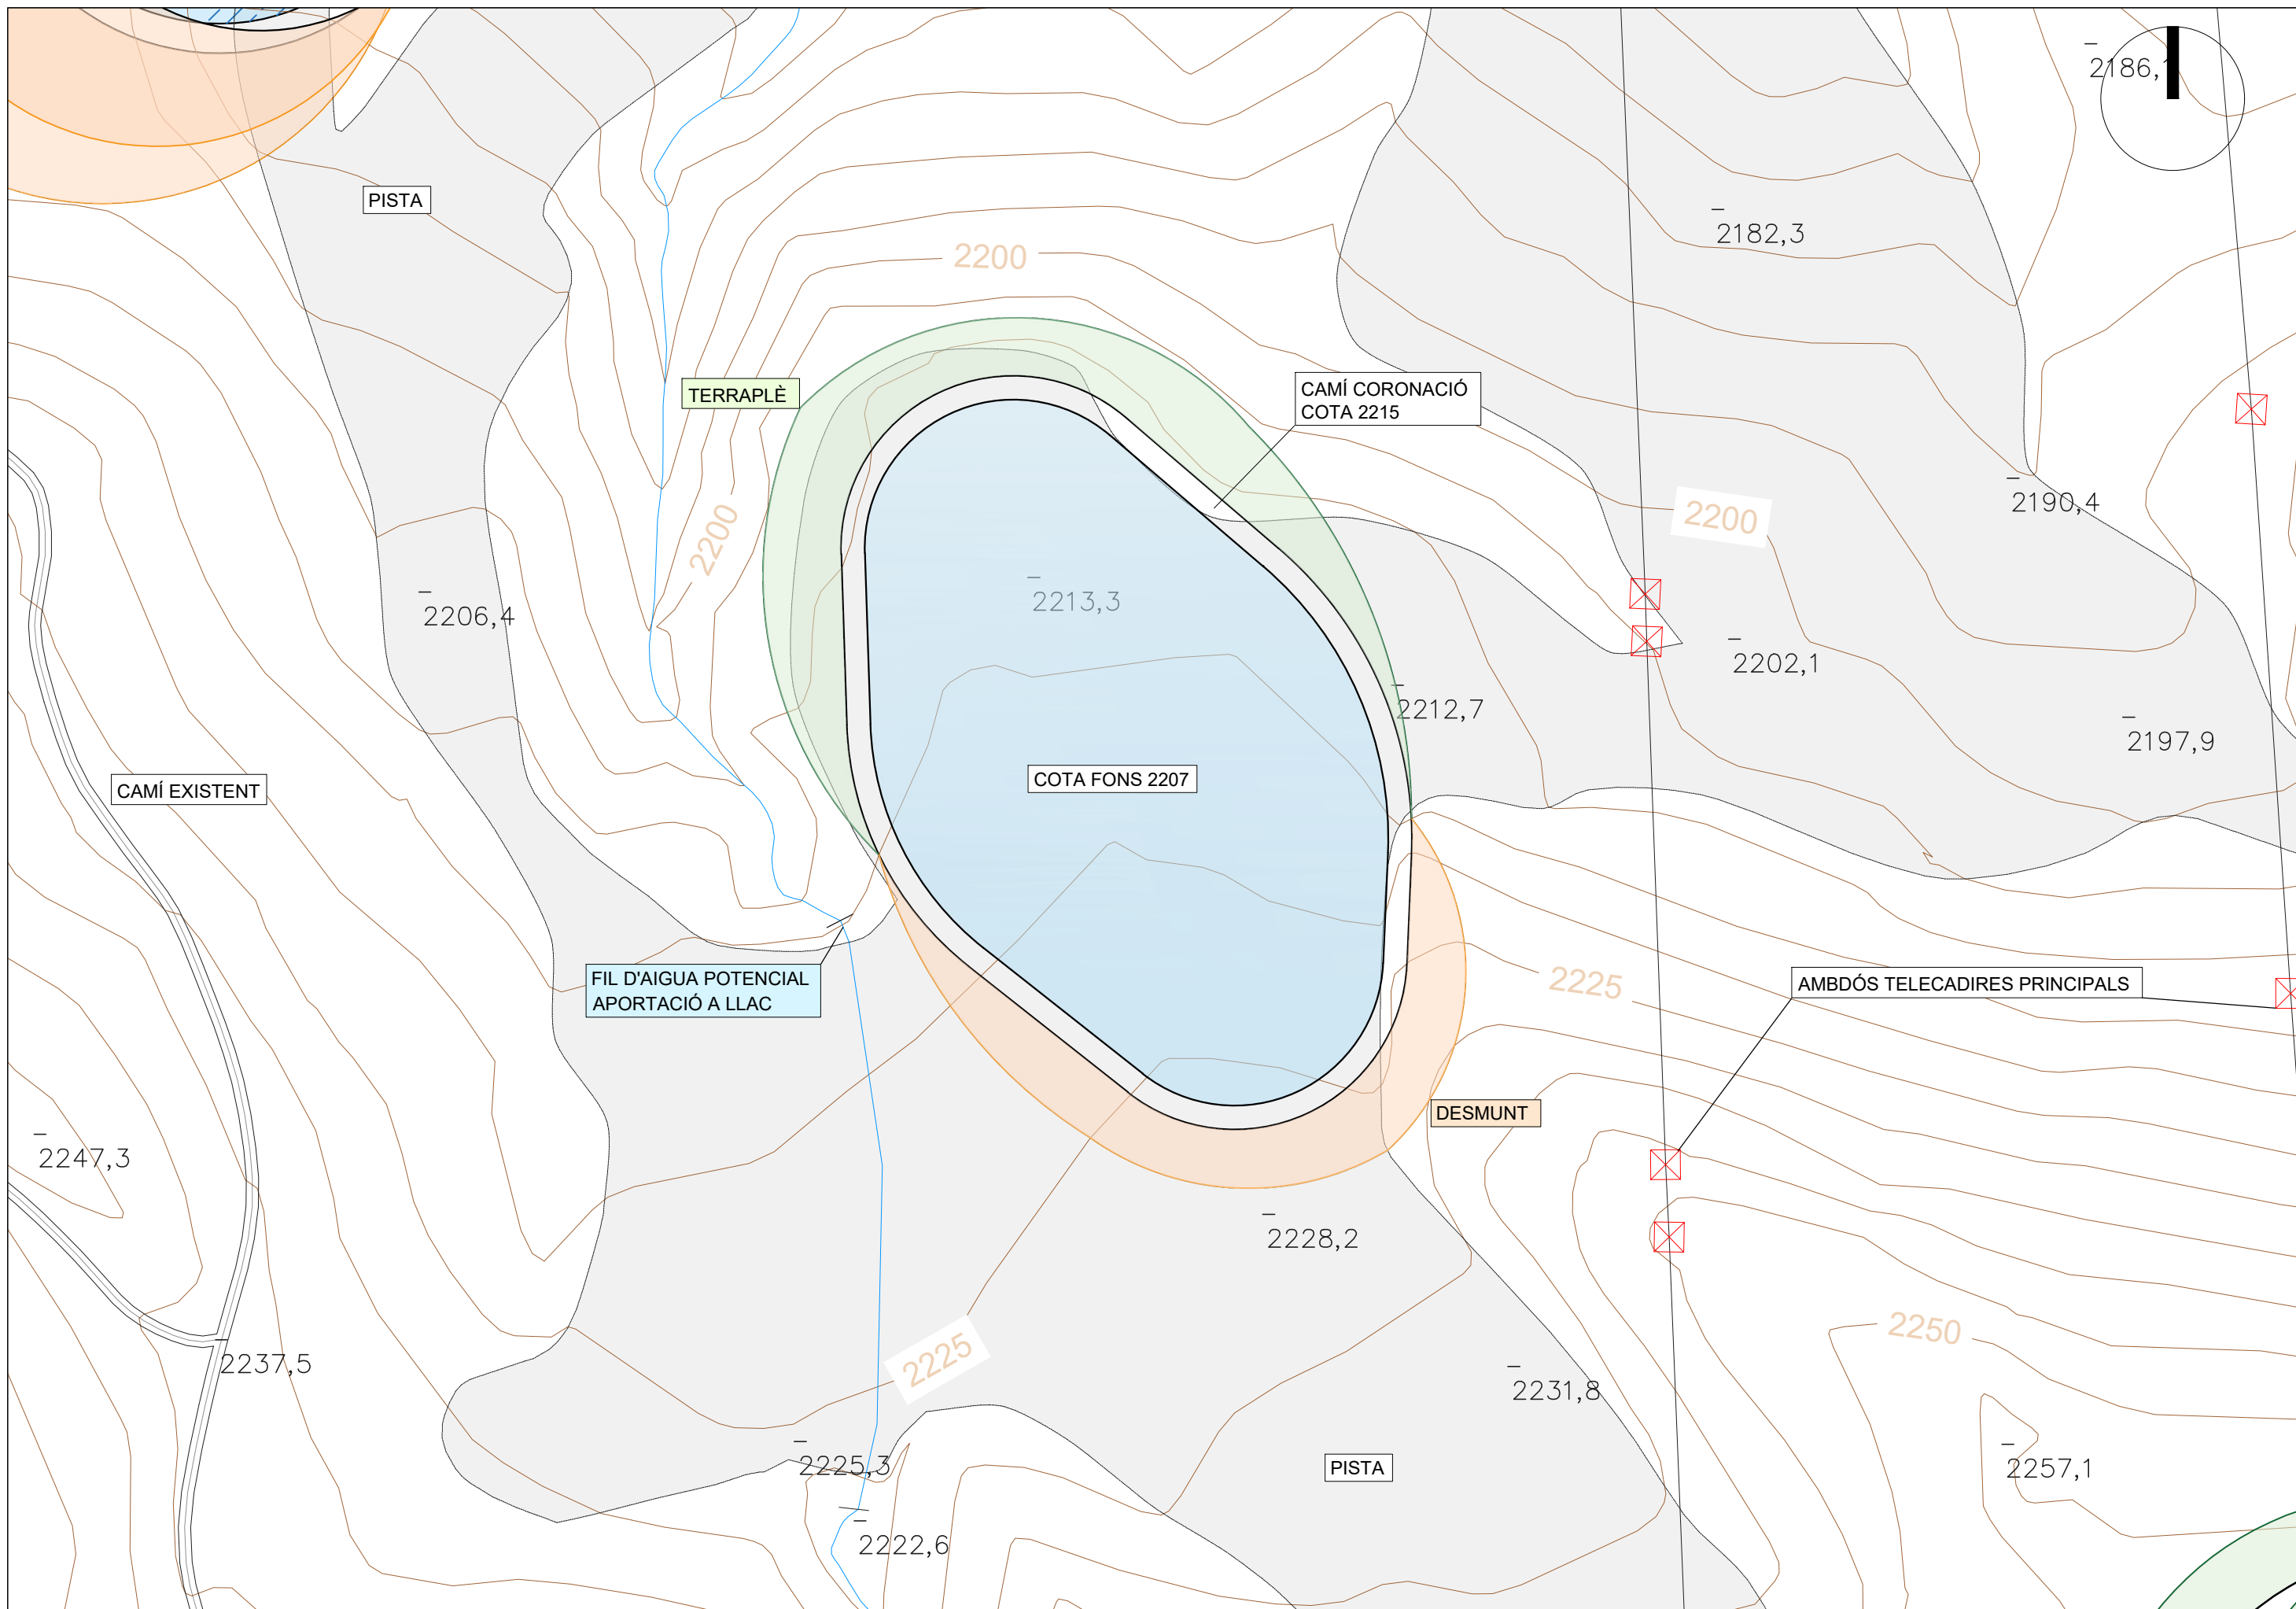 2186,
PISTA
2182,3
2200
TERRAPLÈ
CAMÍ CORONACIÓ
COTA 2215
2190,4
2200
2200
2213,3
2206,4
2202,1
2212,7
2197,9
COTA FONS 2207
CAMÍ EXISTENT
FIL D'AIGUA POTENCIAL
APORTACIÓ A LLAC
2225
AMBDÓS TELECADIRES PRINCIPALS
DESMUNT
2247,3
2228,2
2250
2225
2237,5
2231,8
2225,3
PISTA
2257,1
2222,6